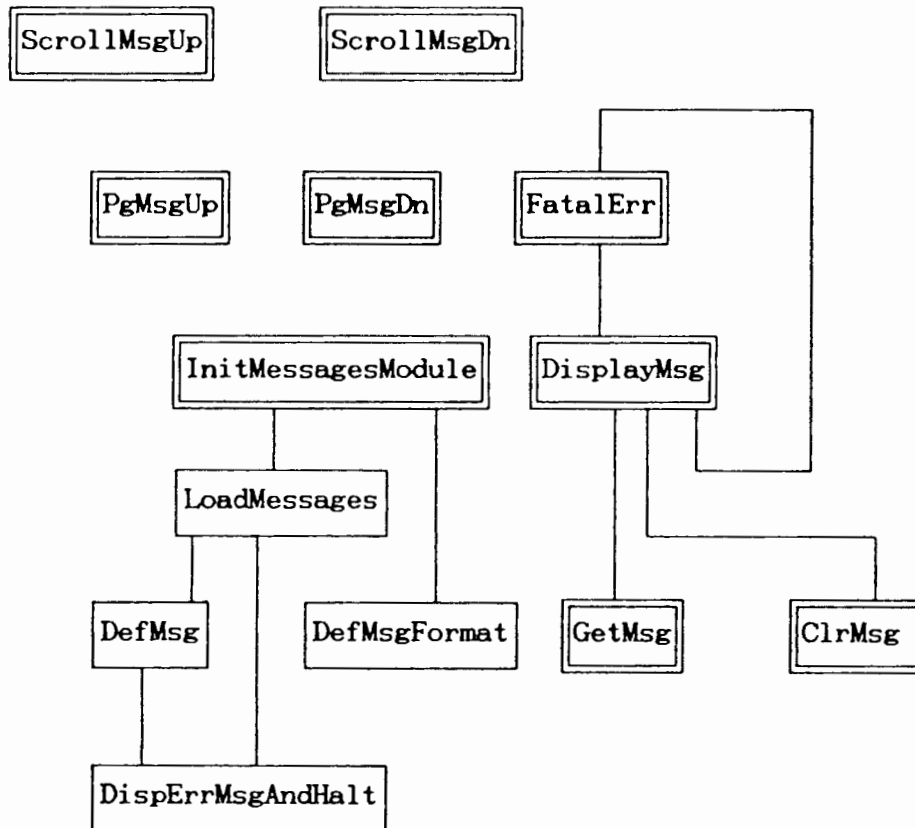 ScrollMsgUp
ScrollMsgDn
PgMsgUp
PgMsgDn
FatalErr
InitMessagesModule
DisplayMsg
LoadMessages
DefMsg
DefMsgFormat
GetMsg
ClrMsg
DispErrMsgAndHalt